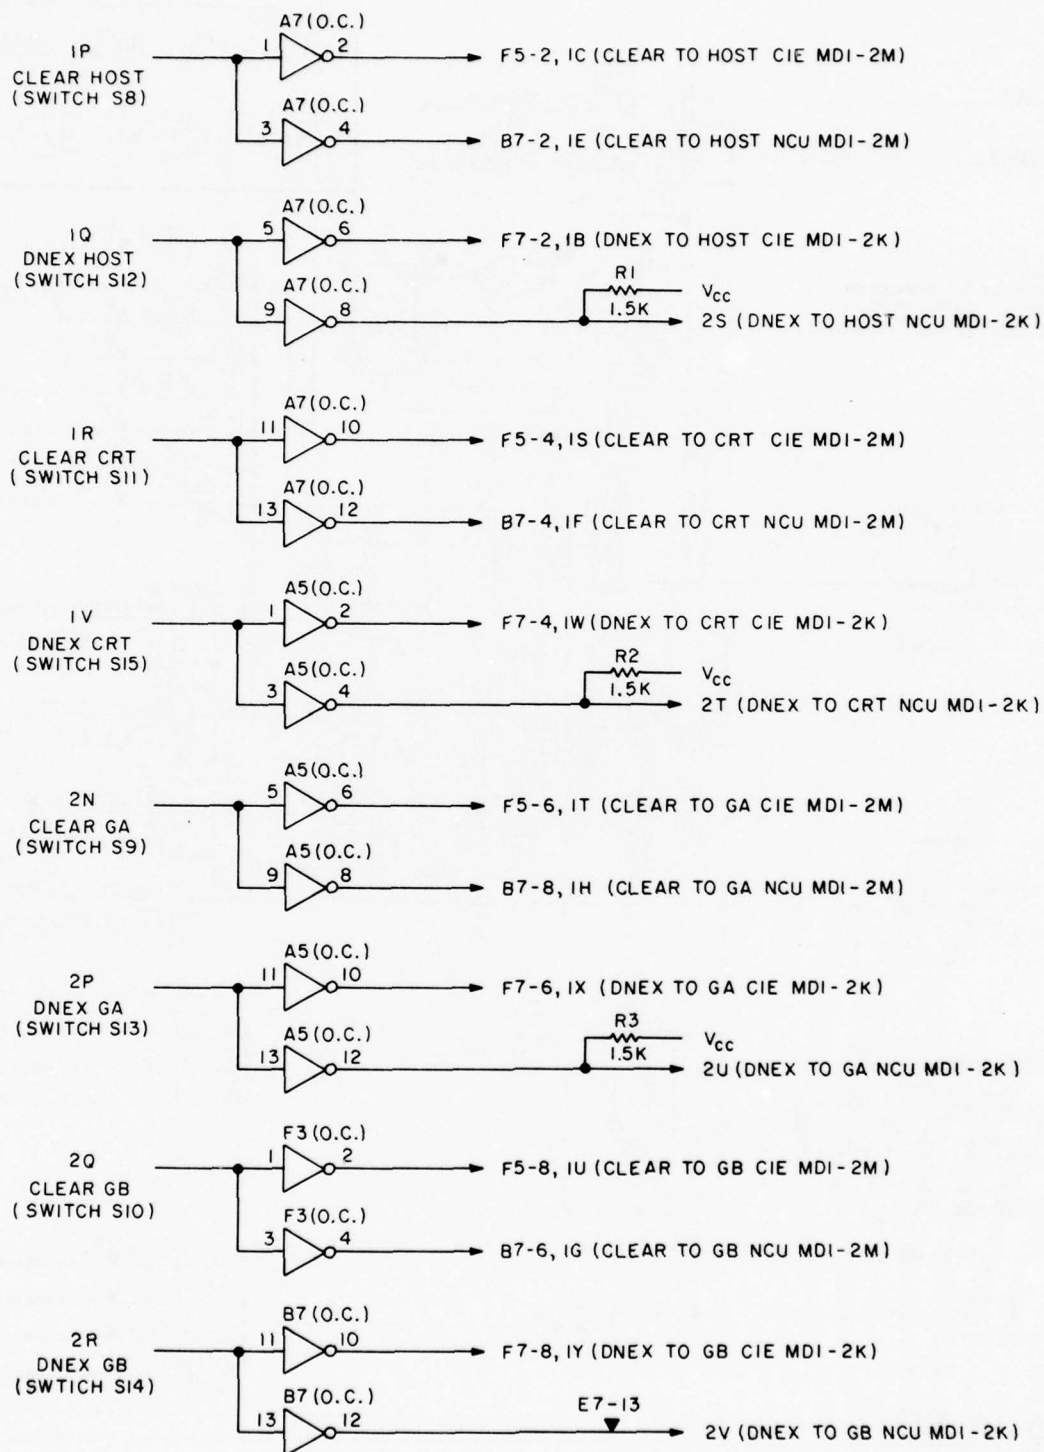 A7(O.C.)
1P
CLEAR HOST
(SWITCH S8)
1 2
F5-2, 1C (CLEAR TO HOST CIE MDI-2M)
A7(O.C.)
3 4
B7-2, 1E (CLEAR TO HOST NCU MDI-2M)
A7(O.C.)
1Q
DNEX HOST
(SWITCH S12)
5 6
F7-2, 1B (DNEX TO HOST CIE MDI-2K)
A7(O.C.)
9 8
R1
1.5K
VCC
2S (DNEX TO HOST NCU MDI-2K)
A7(O.C.)
1R
CLEAR CRT
(SWITCH S11)
11 10
F5-4, 1S (CLEAR TO CRT CIE MDI-2M)
A7(O.C.)
13 12
B7-4, 1F (CLEAR TO CRT NCU MDI-2M)
A5(O.C.)
1V
DNEX CRT
(SWITCH S15)
1 2
F7-4, 1W (DNEX TO CRT CIE MDI-2K)
A5(O.C.)
3 4
R2
1.5K
VCC
2T (DNEX TO CRT NCU MDI-2K)
A5(O.C.)
2N
CLEAR GA
(SWITCH S9)
5 6
F5-6, 1T (CLEAR TO GA CIE MDI-2M)
A5(O.C.)
9 8
B7-8, 1H (CLEAR TO GA NCU MDI-2M)
A5(O.C.)
2P
DNEX GA
(SWITCH S13)
11 10
F7-6, 1X (DNEX TO GA CIE MDI-2K)
A5(O.C.)
13 12
R3
1.5K
VCC
2U (DNEX TO GA NCU MDI-2K)
F3(O.C.)
2Q
CLEAR GB
(SWITCH S10)
1 2
F5-8, 1U (CLEAR TO GB CIE MDI-2M)
F3(O.C.)
3 4
B7-6, 1G (CLEAR TO GB NCU MDI-2M)
B7(O.C.)
2R
DNEX GB
(SWTICH S14)
11 10
F7-8, 1Y (DNEX TO GB CIE MDI-2K)
B7(O.C.)
13 12
E7-13
2V (DNEX TO GB NCU MDI-2K)